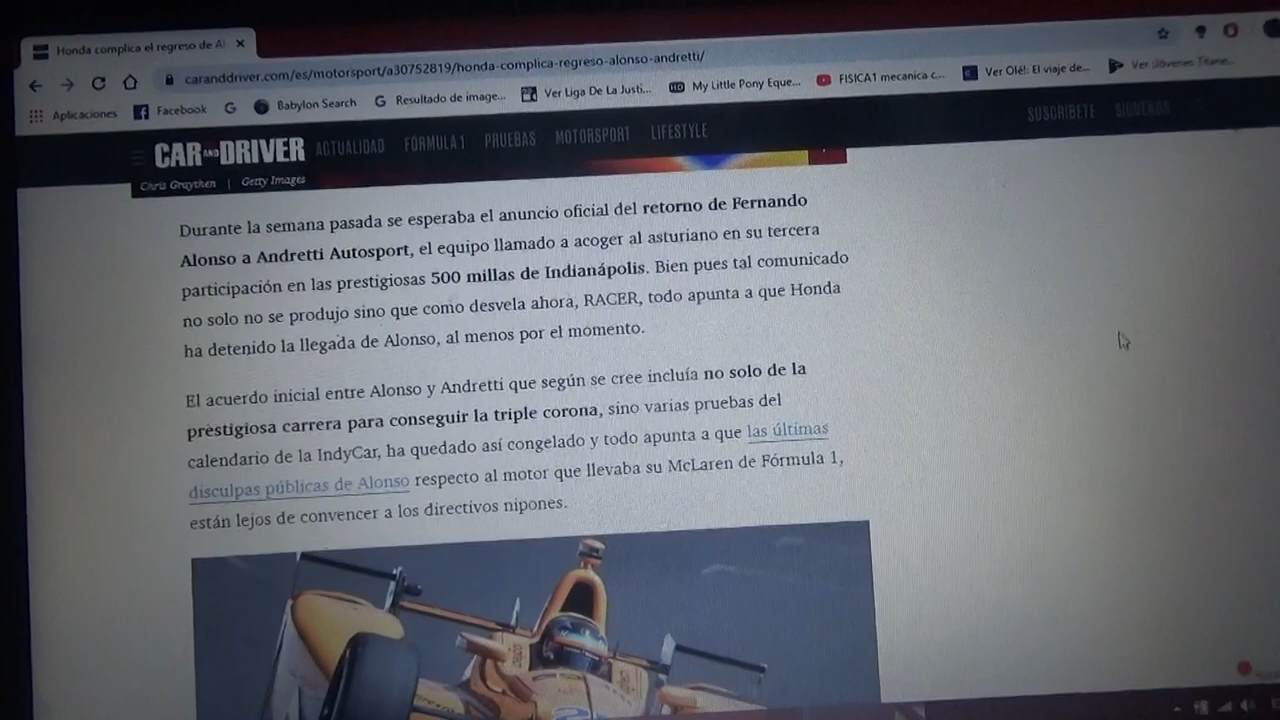 Honda complica el regreso de Al
caranddriver.com/es/motorsport/a30752819/honda-complica-regreso-alonso-andretti/
Aplicaciones Facebook Babylon Search Resultado de image... Ver Liga De La Justi... My Little Pony Eque... FISICA1 mecanica c... Ver Olé!: El viaje de... Ver Jóvenes Titane...
CAR AND DRIVER ACTUALIDAD FÓRMULA 1 PRUEBAS MOTORSPORT LIFESTYLE SUSCRÍBETE SÍGUENOS
Chris Graythen | Getty Images
Durante la semana pasada se esperaba el anuncio oficial del retorno de Fernando
Alonso a Andretti Autosport, el equipo llamado a acoger al asturiano en su tercera
participación en las prestigiosas 500 millas de Indianápolis. Bien pues tal comunicado
no solo no se produjo sino que como desvela ahora, RACER, todo apunta a que Honda
ha detenido la llegada de Alonso, al menos por el momento.
El acuerdo inicial entre Alonso y Andretti que según se cree incluía no solo de la
prestigiosa carrera para conseguir la triple corona, sino varias pruebas del
calendario de la IndyCar, ha quedado así congelado y todo apunta a que las últimas
disculpas públicas de Alonso respecto al motor que llevaba su McLaren de Fórmula 1,
están lejos de convencer a los directivos nipones.